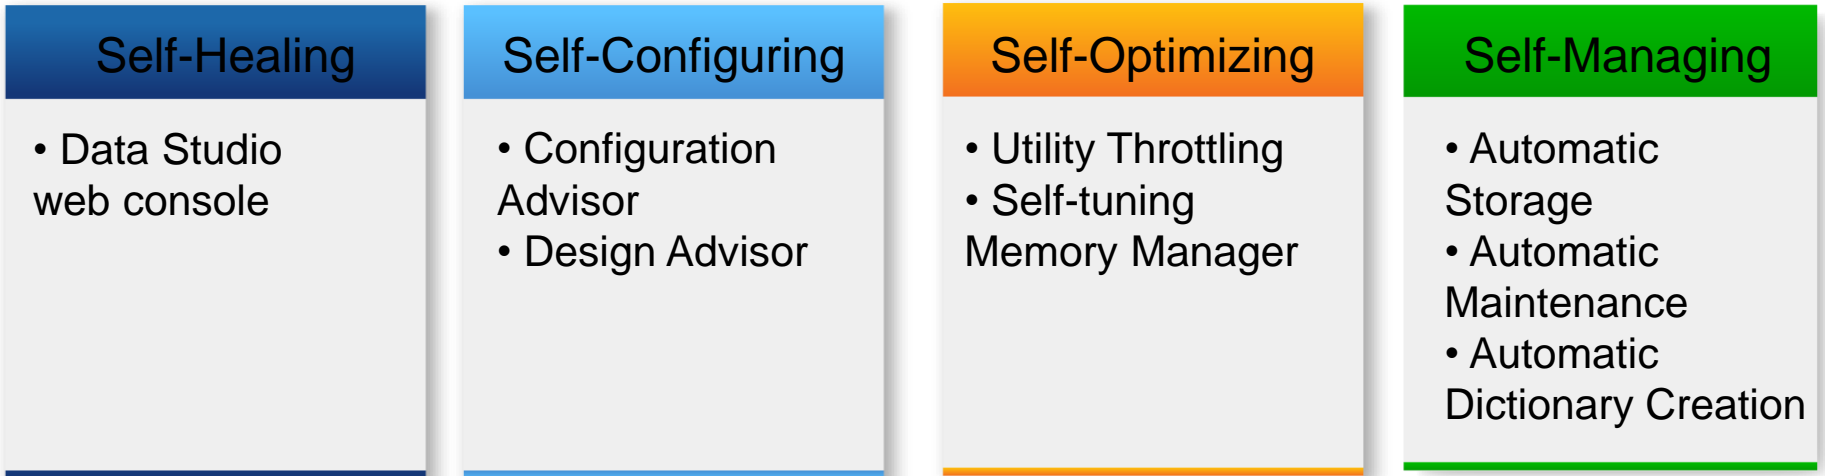 Self-Healing
• Data Studio
web console
Self-Configuring
• Configuration
Advisor
• Design Advisor
Self-Optimizing
• Utility Throttling
• Self-tuning
Memory Manager
Self-Managing
• Automatic
Storage
• Automatic
Maintenance
• Automatic
Dictionary Creation